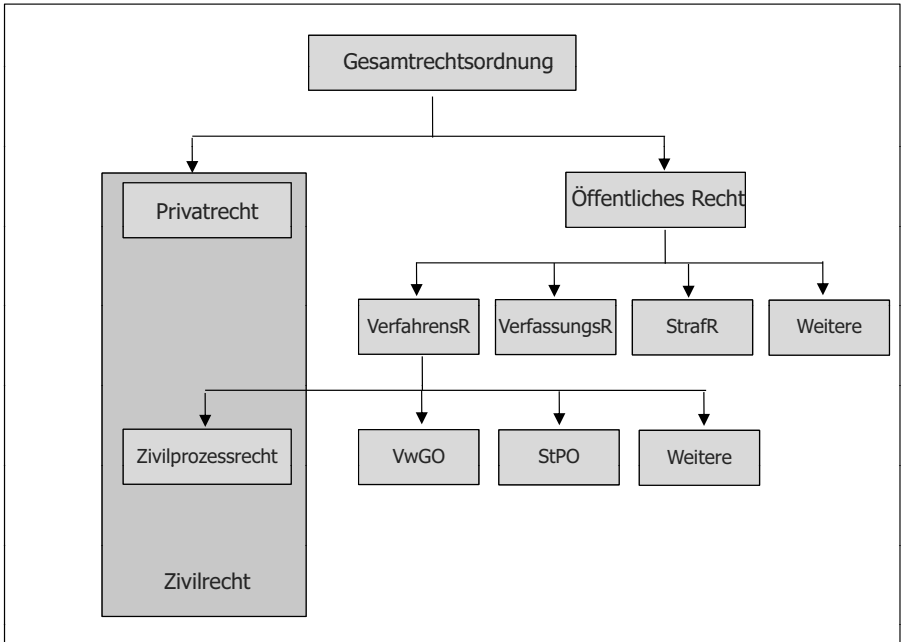 Gesamtrechtsordnung
Privatrecht
Öffentliches Recht
VerfahrensR
VerfassungsR
StrafR
Weitere
Zivilprozessrecht
VwGO
StPO
Weitere
Zivilrecht